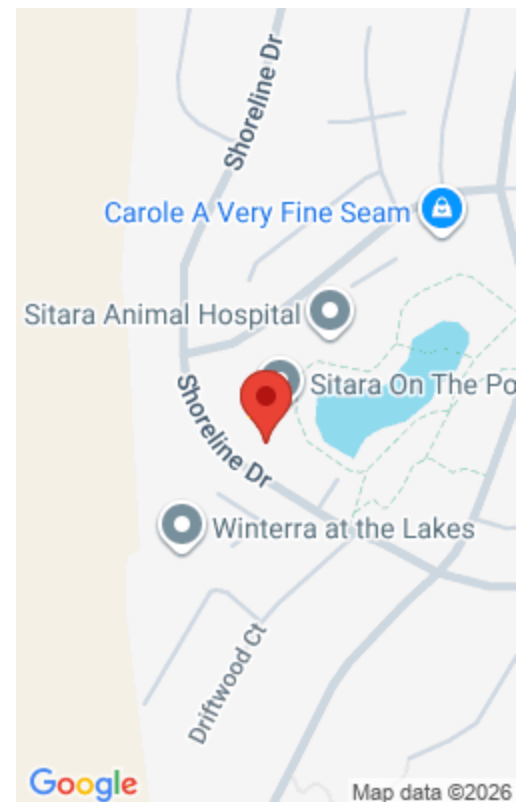 Shoreline Dr
Carole A Very Fine Seam
Sitara Animal Hospital
Sitara On The Po
Shoreline Dr
Winterra at the Lakes
Driftwood Ct
Google
Map data ©2026